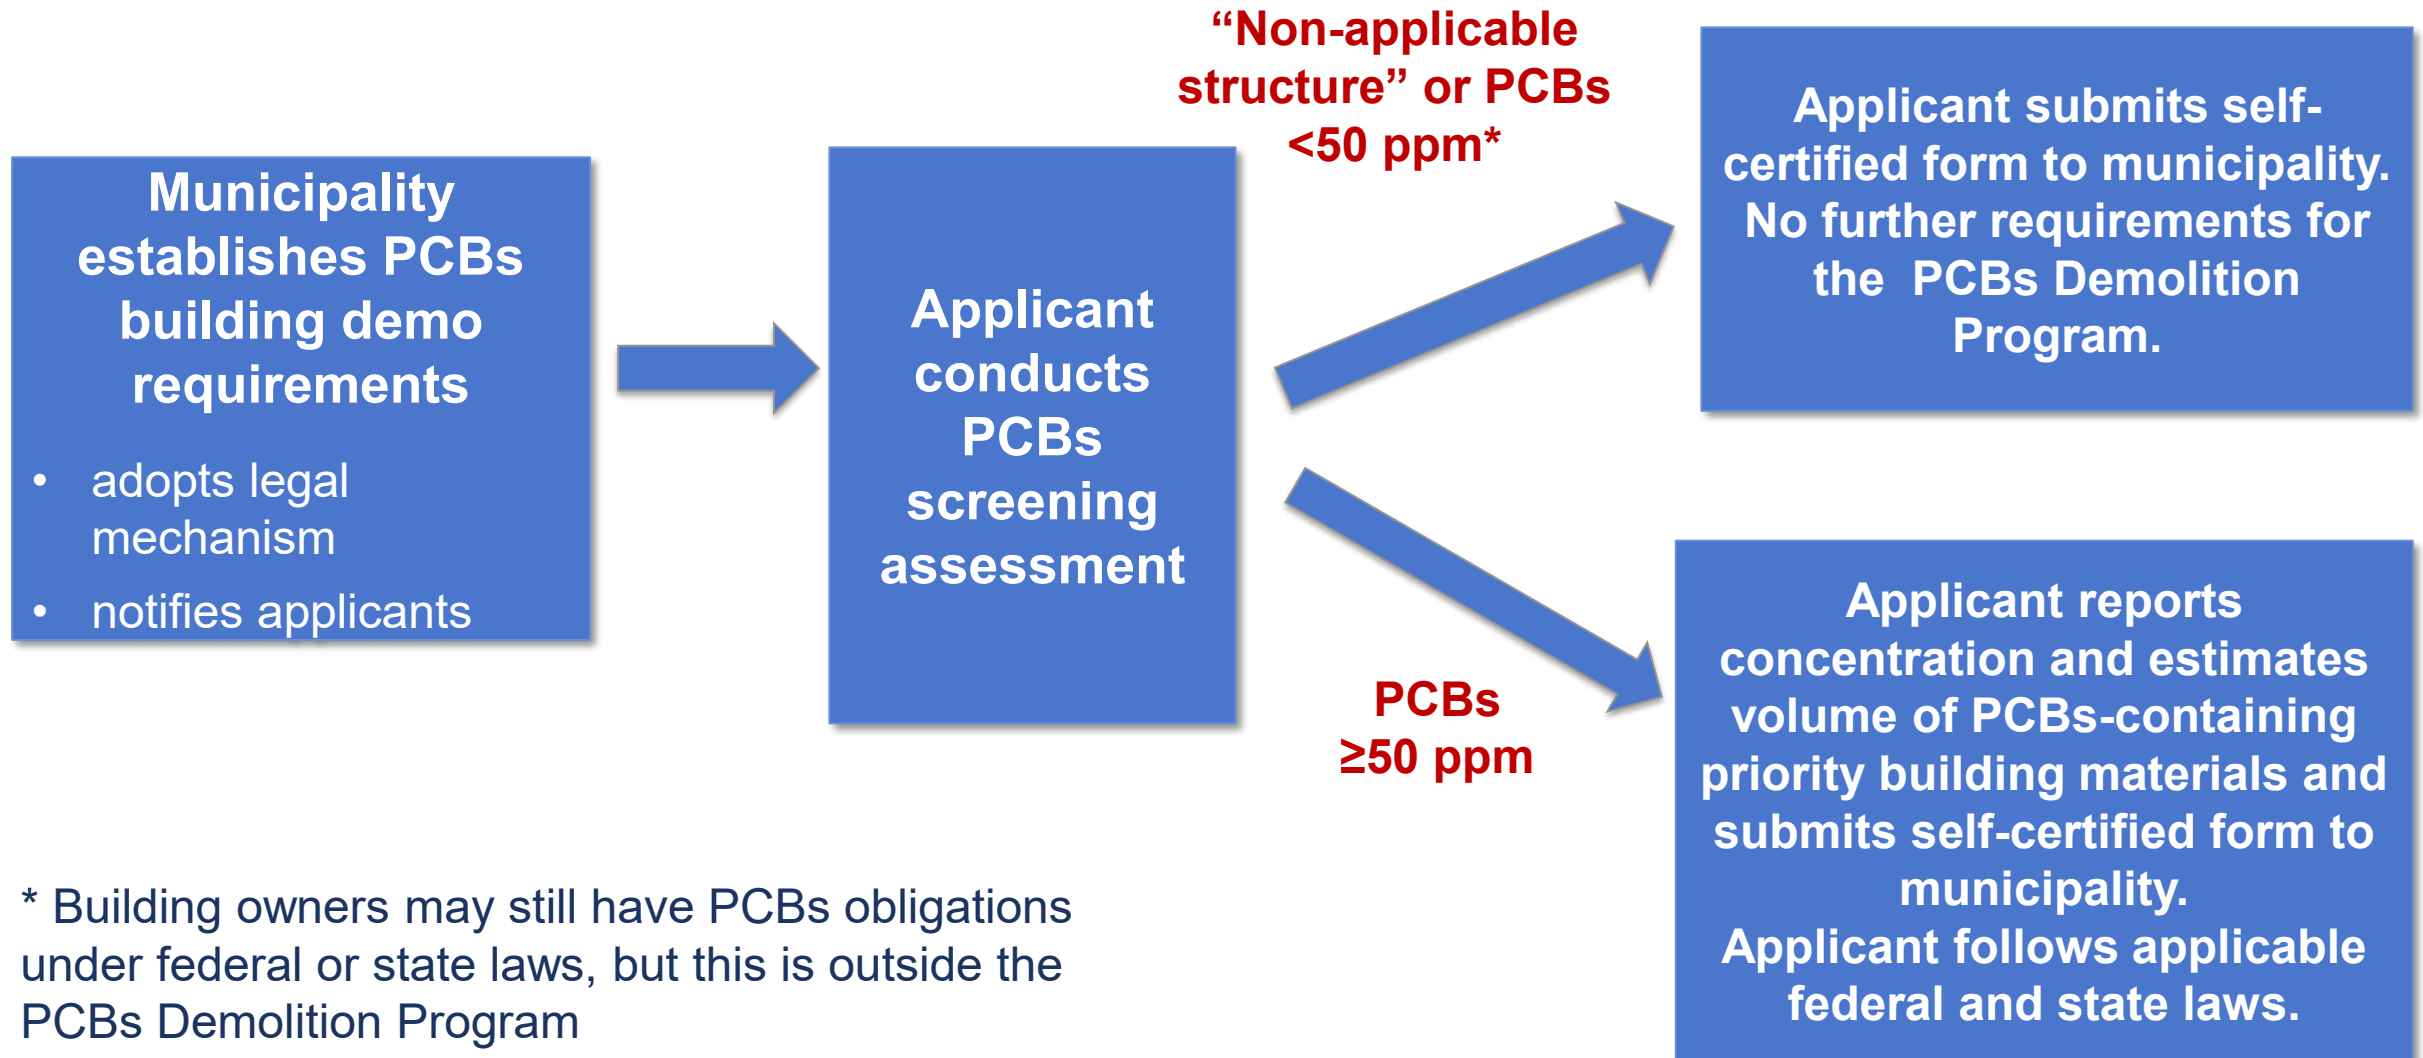 Municipality
establishes PCBs
building demo
requirements
• adopts legal
mechanism
• notifies applicants
Applicant
conducts
PCBs
screening
assessment
“Non-applicable
structure” or PCBs
<50 ppm*
Applicant submits self-
certified form to municipality.
No further requirements for
the PCBs Demolition
Program.
PCBs
≥50 ppm
Applicant reports
concentration and estimates
volume of PCBs-containing
priority building materials and
submits self-certified form to
municipality.
Applicant follows applicable
federal and state laws.
* Building owners may still have PCBs obligations
under federal or state laws, but this is outside the
PCBs Demolition Program